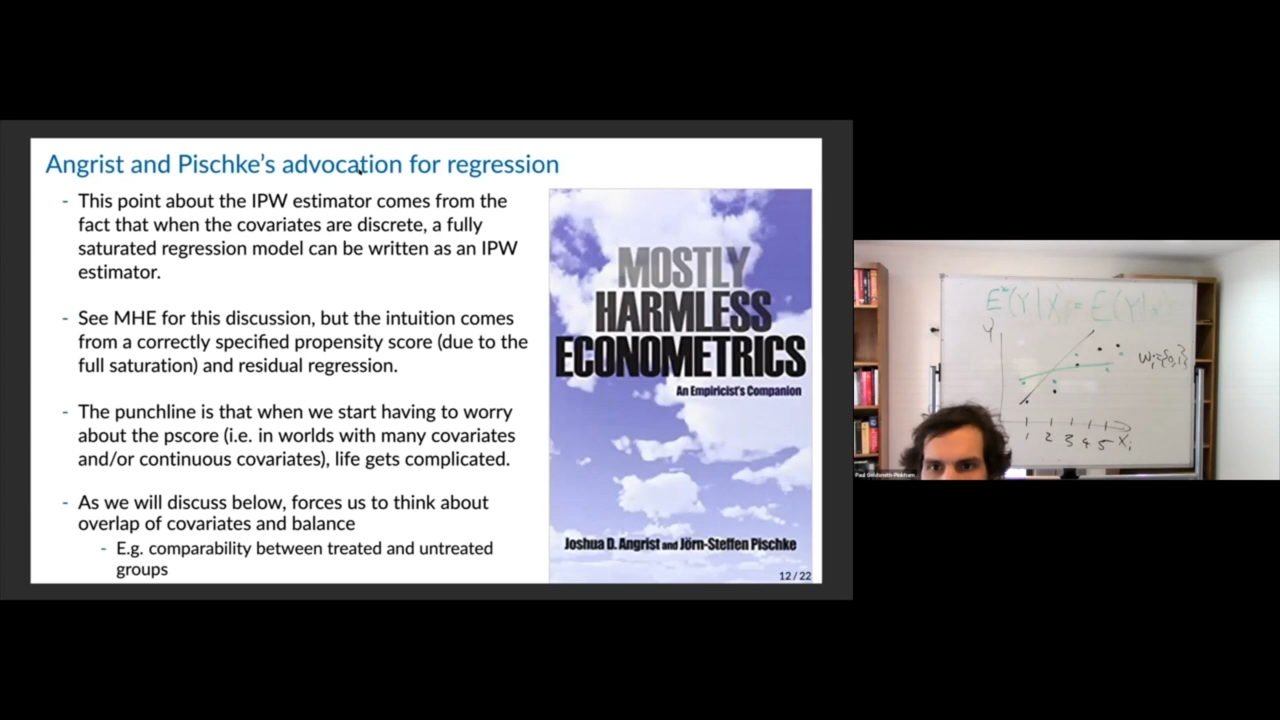 Angrist and Pischke's advocation for regression
- This point about the IPW estimator comes from the
fact that when the covariates are discrete, a fully
saturated regression model can be written as an IPW
estimator.
- See MHE for this discussion, but the intuition comes
from a correctly specified propensity score (due to the
full saturation) and residual regression.
- The punchline is that when we start having to worry
about the pscore (i.e. in worlds with many covariates
and/or continuous covariates), life gets complicated.
- As we will discuss below, forces us to think about
overlap of covariates and balance
- E.g. comparability between treated and untreated
groups
MOSTLY
HARMLESS
ECONOMETRICS
An Empiricist's Companion
Joshua D. Angrist and Jörn-Steffen Pischke
12 / 22
E*(Y|X) = E(Y|X)
Y
1 2 3 4 5 Xi
Paul Goldsmith-Pinkham